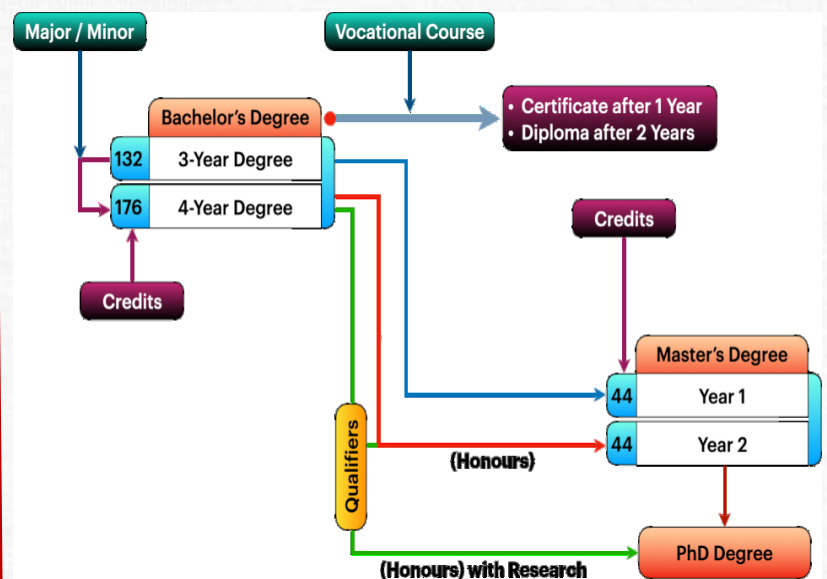 Major / Minor
Vocational Course
Bachelor's Degree
• Certificate after 1 Year
• Diploma after 2 Years
132 3-Year Degree
176 4-Year Degree
Credits
Credits
Master's Degree
44 Year 1
44 Year 2
Qualifiers
(Honours)
PhD Degree
(Honours) with Research